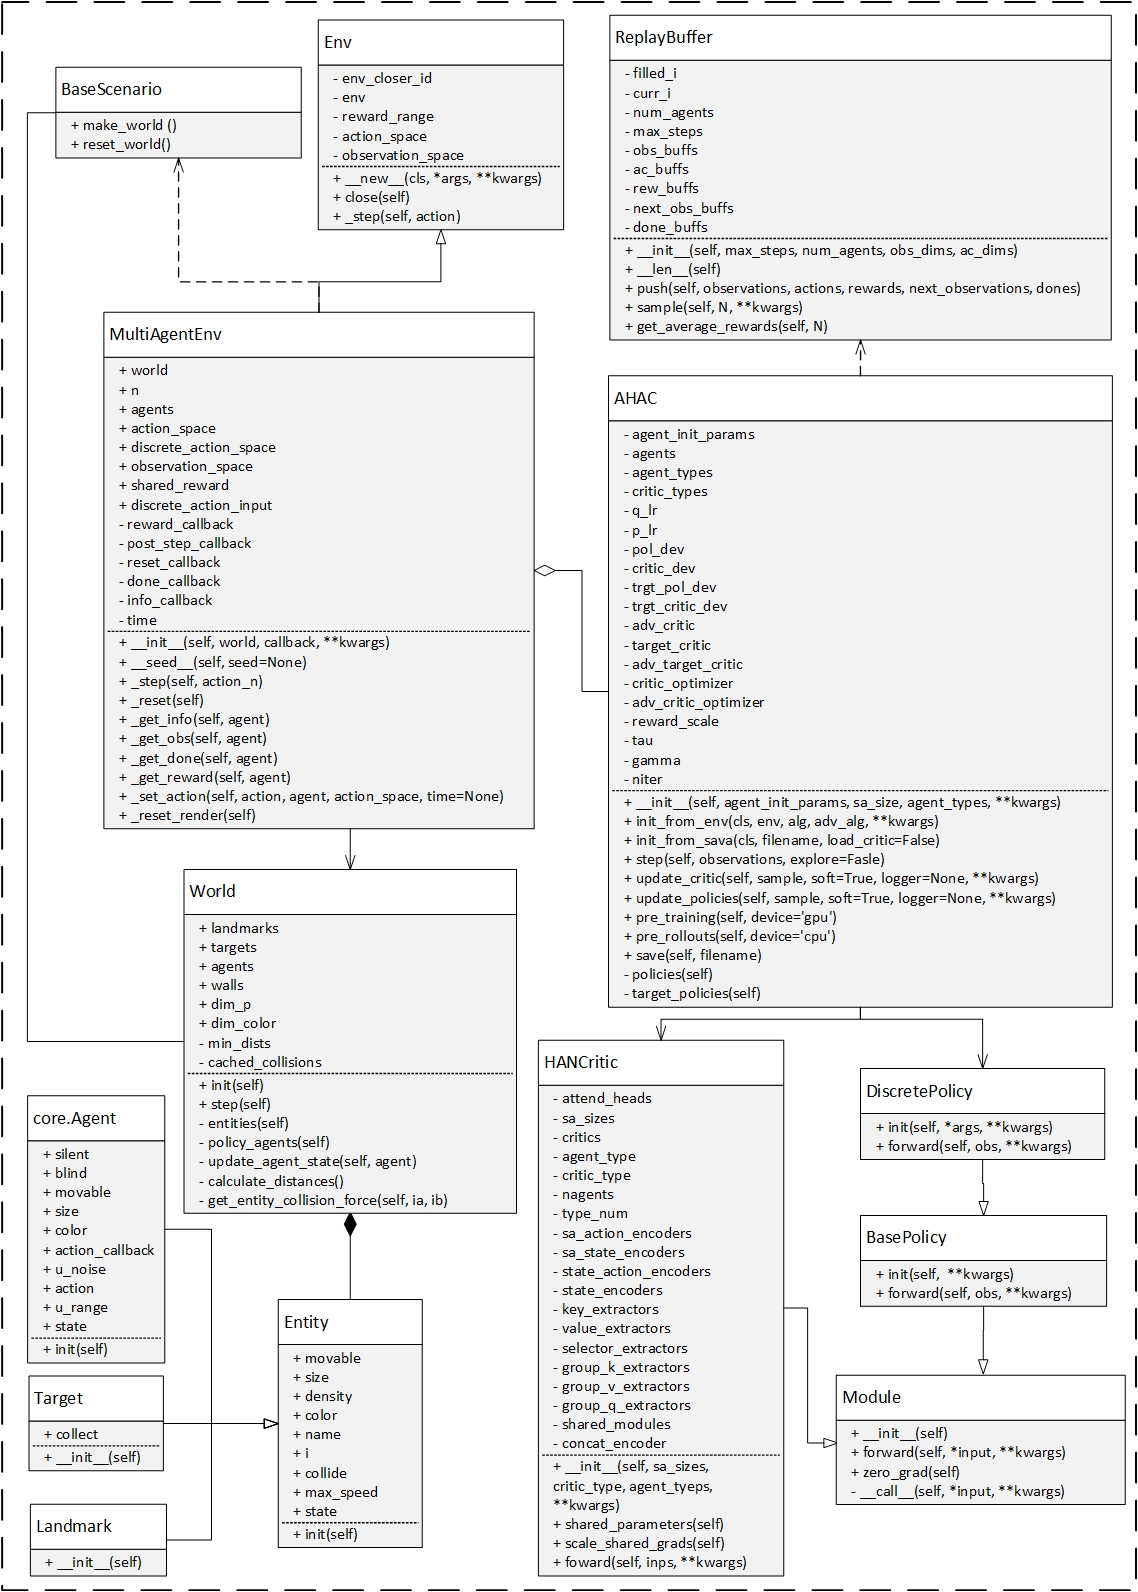 Env
- env_closer_id
- env
- reward_range
- action_space
- observation_space
+ __new__(cls, *args, **kwargs)
+ close(self)
+ _step(self, action)
BaseScenario
+ make_world ()
+ reset_world()
ReplayBuffer
- filled_i
- curr_i
- num_agents
- max_steps
- obs_buffs
- ac_buffs
- rew_buffs
- next_obs_buffs
- done_buffs
+ __init__(self, max_steps, num_agents, obs_dims, ac_dims)
+ __len__(self)
+ push(self, observations, actions, rewards, next_observations, dones)
+ sample(self, N, **kwargs)
+ get_average_rewards(self, N)
MultiAgentEnv
+ world
+ n
+ agents
+ action_space
+ discrete_action_space
+ observation_space
+ shared_reward
+ discrete_action_input
- reward_callback
- post_step_callback
- reset_callback
- done_callback
- info_callback
- time
+ __init__(self, world, callback, **kwargs)
+ __seed__(self, seed=None)
+ _step(self, action_n)
+ _reset(self)
+ _get_info(self, agent)
+ _get_obs(self, agent)
+ _get_done(self, agent)
+ _get_reward(self, agent)
+ _set_action(self, action, agent, action_space, time=None)
+ _reset_render(self)
AHAC
- agent_init_params
- agents
- agent_types
- critic_types
- q_lr
- p_lr
- pol_dev
- critic_dev
- trgt_pol_dev
- trgt_critic_dev
- adv_critic
- target_critic
- adv_target_critic
- critic_optimizer
- adv_critic_optimizer
- reward_scale
- tau
- gamma
- niter
+ __init__(self, agent_init_params, sa_size, agent_types, **kwargs)
+ init_from_env(cls, env, alg, adv_alg, **kwargs)
+ init_from_sava(cls, filename, load_critic=False)
+ step(self, observations, explore=Fasle)
+ update_critic(self, sample, soft=True, logger=None, **kwargs)
+ update_policies(self, sample, soft=True, logger=None, **kwargs)
+ pre_training(self, device='gpu')
+ pre_rollouts(self, device='cpu')
+ save(self, filename)
- policies(self)
- target_policies(self)
World
+ landmarks
+ targets
+ agents
+ walls
+ dim_p
+ dim_color
- min_dists
- cached_collisions
+ init(self)
+ step(self)
- entities(self)
- policy_agents(self)
- update_agent_state(self, agent)
- calculate_distances()
- get_entity_collision_force(self, ia, ib)
core.Agent
+ silent
+ blind
+ movable
+ size
+ color
+ action_callback
+ u_noise
+ action
+ u_range
+ state
+ init(self)
Target
+ collect
+ __init__(self)
Landmark
+ __init__(self)
Entity
+ movable
+ size
+ density
+ color
+ name
+ i
+ collide
+ max_speed
+ state
+ init(self)
HANCritic
- attend_heads
- sa_sizes
- critics
- agent_type
- critic_type
- nagents
- type_num
- sa_action_encoders
- sa_state_encoders
- state_action_encoders
- state_encoders
- key_extractors
- value_extractors
- selector_extractors
- group_k_extractors
- group_v_extractors
- group_q_extractors
- shared_modules
- concat_encoder
+ __init__(self, sa_sizes,
critic_type, agent_tyeps,
**kwargs)
+ shared_parameters(self)
+ scale_shared_grads(self)
+ foward(self, inps, **kwargs)
DiscretePolicy
+ init(self, *args, **kwargs)
+ forward(self, obs, **kwargs)
BasePolicy
+ init(self, **kwargs)
+ forward(self, obs, **kwargs)
Module
+ __init__(self)
+ forward(self, *input, **kwargs)
+ zero_grad(self)
- __call__(self, *input, **kwargs)